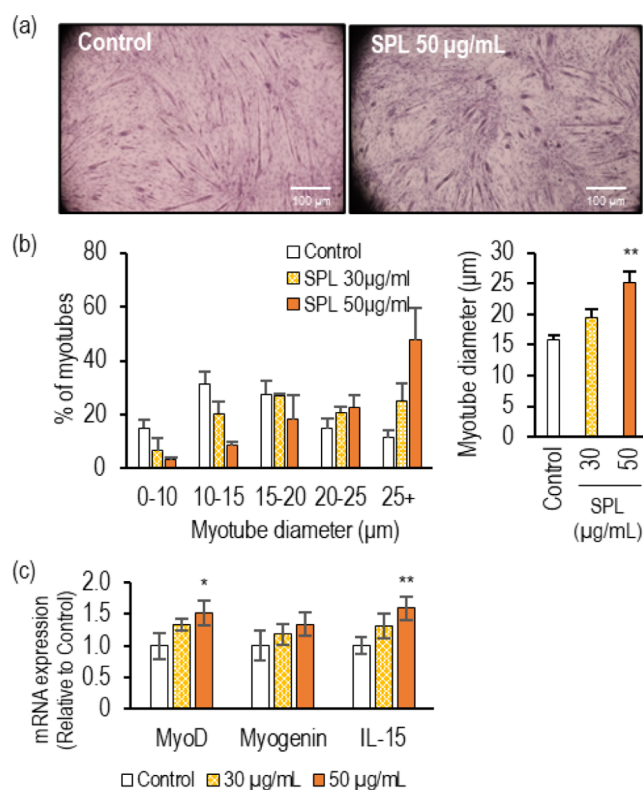 (a)
Control
SPL 50 µg/mL
100 µm
100 µm
(b)
80
60
40
20
0
% of myotubes
Control
SPL 30µg/ml
SPL 50µg/ml
0-10 10-15 15-20 20-25 25+
Myotube diameter (µm)
30
25
20
15
10
5
0
Myotube diameter (µm)
**
Control
30
50
SPL
(µg/mL)
(c)
2.0
1.5
1.0
0.5
0
mRNA expression
(Relative to Control)
*
**
MyoD Myogenin IL-15
Control 30 µg/mL 50 µg/mL